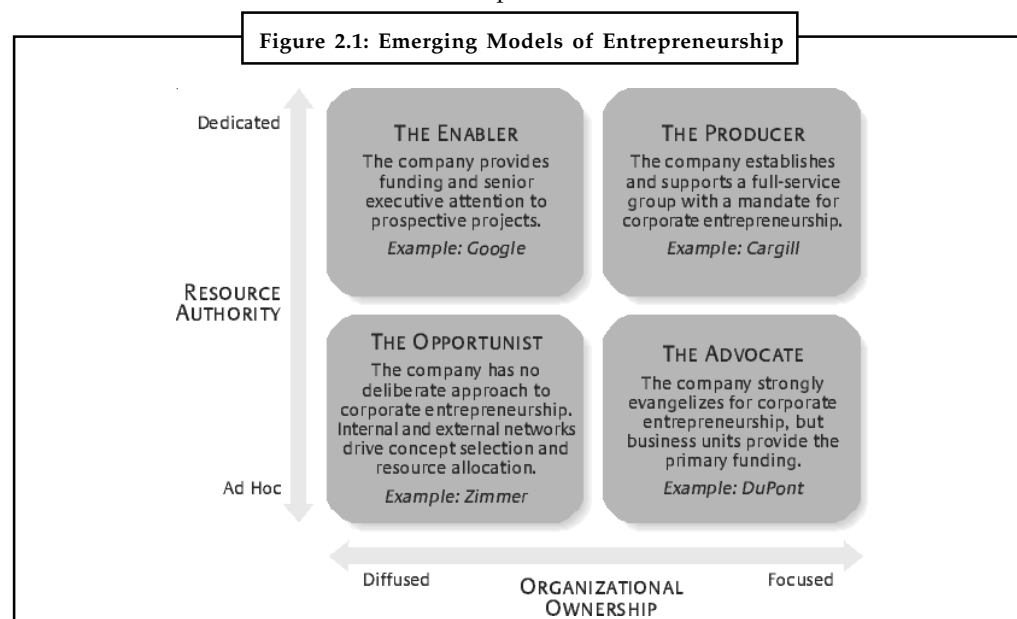 Figure 2.1: Emerging Models of Entrepreneurship
Dedicated
THE ENABLER
The company provides
funding and senior
executive attention to
prospective projects.
Example: Google
THE PRODUCER
The company establishes
and supports a full-service
group with a mandate for
corporate entrepreneurship.
Example: Cargill
RESOURCE
AUTHORITY
THE OPPORTUNIST
The company has no
deliberate approach to
corporate entrepreneurship.
Internal and external networks
drive concept selection and
resource allocation.
Example: Zimmer
THE ADVOCATE
The company strongly
evangelizes for corporate
entrepreneurship, but
business units provide the
primary funding.
Example: DuPont
Ad Hoc
Diffused
ORGANIZATIONAL
OWNERSHIP
Focused